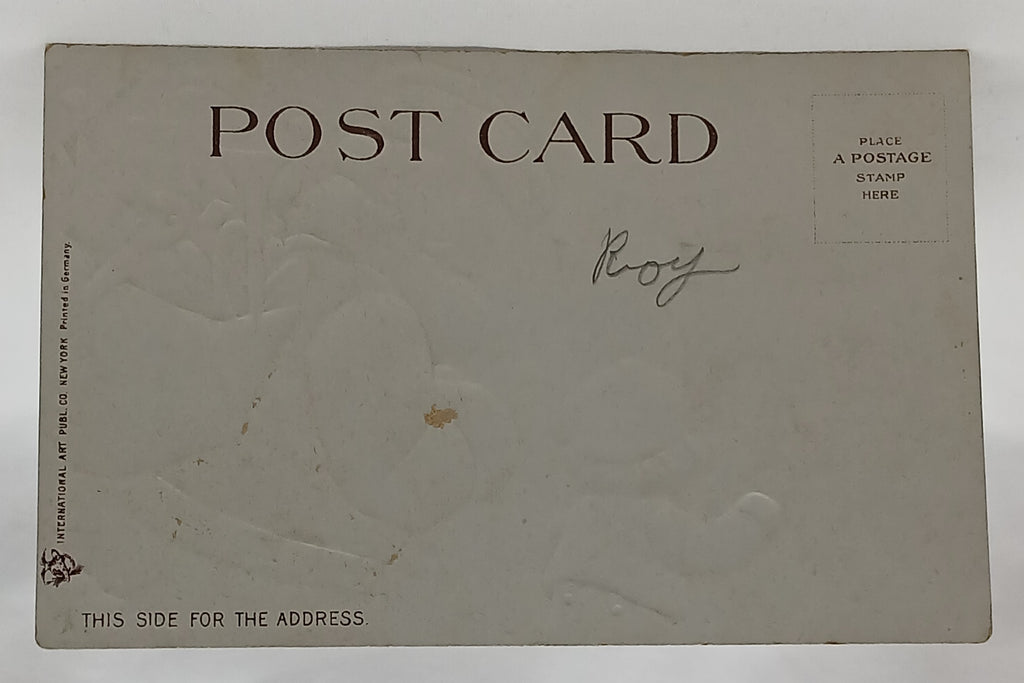 POST CARD
PLACE
A POSTAGE
STAMP
HERE
Roy
INTERNATIONAL ART PUBL. CO. NEW YORK Printed in Germany.
THIS SIDE FOR THE ADDRESS.